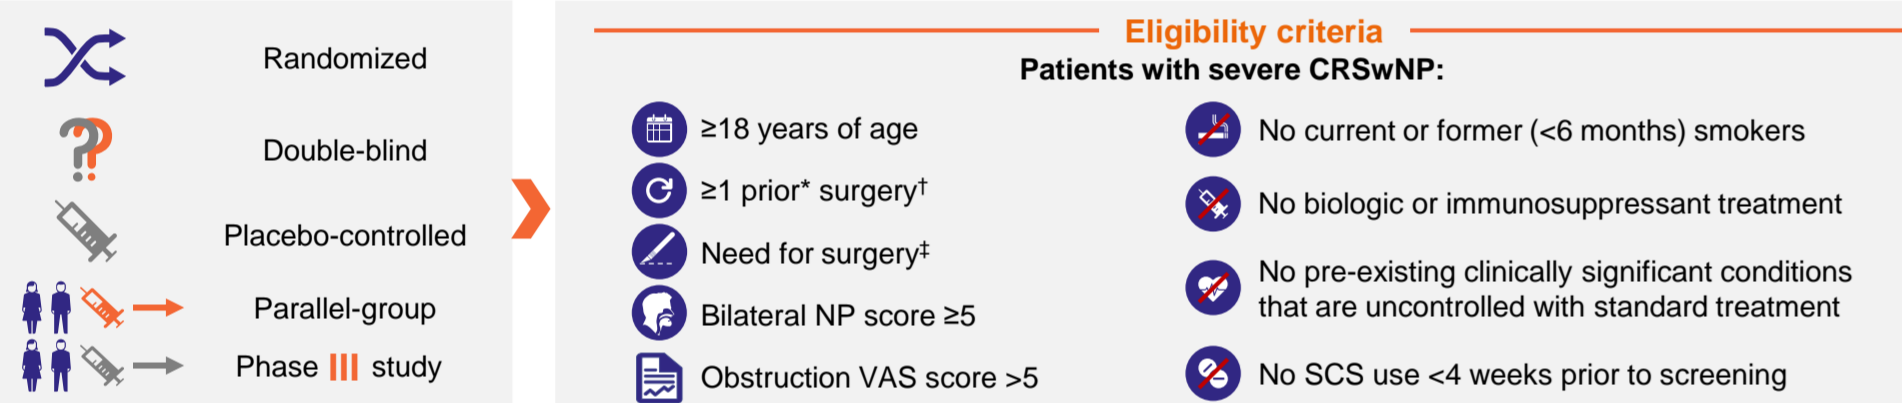 Randomized
Double-blind
Placebo-controlled
Parallel-group
Phase III study
Eligibility criteria
Patients with severe CRSwNP:
≥18 years of age
≥1 prior* surgery†
Need for surgery‡
Bilateral NP score ≥5
Obstruction VAS score >5
No current or former (<6 months) smokers
No biologic or immunosuppressant treatment
No pre-existing clinically significant conditions
that are uncontrolled with standard treatment
No SCS use <4 weeks prior to screening